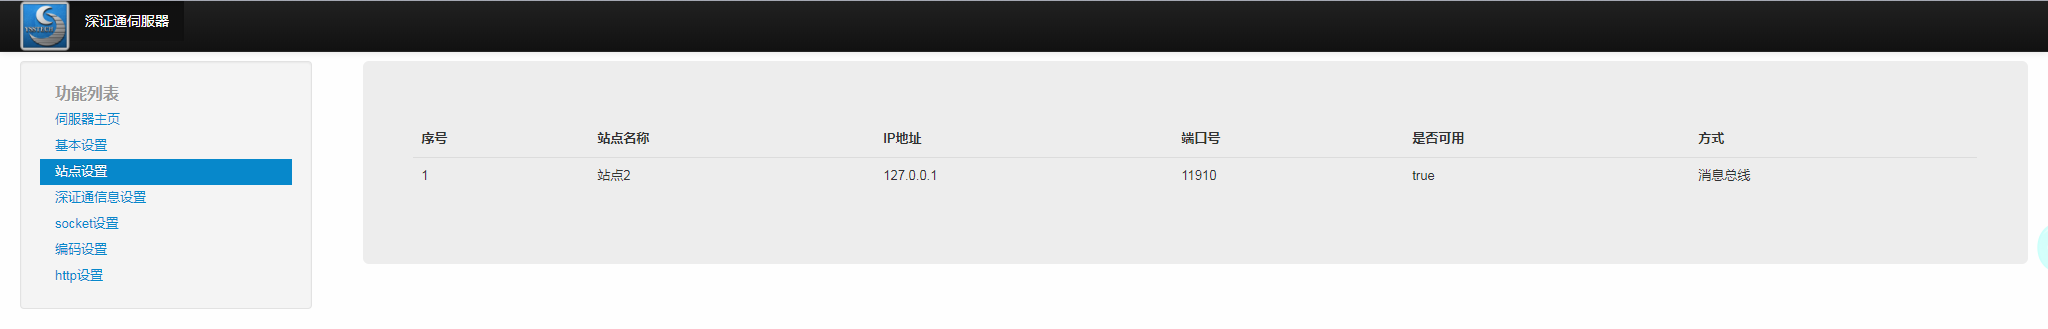 深证通伺服器
功能列表
伺服器主页
基本设置
站点设置
深证通信息设置
socket设置
编码设置
http设置
序号 站点名称 IP地址 端口号 是否可用 方式
1 站点2 127.0.0.1 11910 true 消息总线